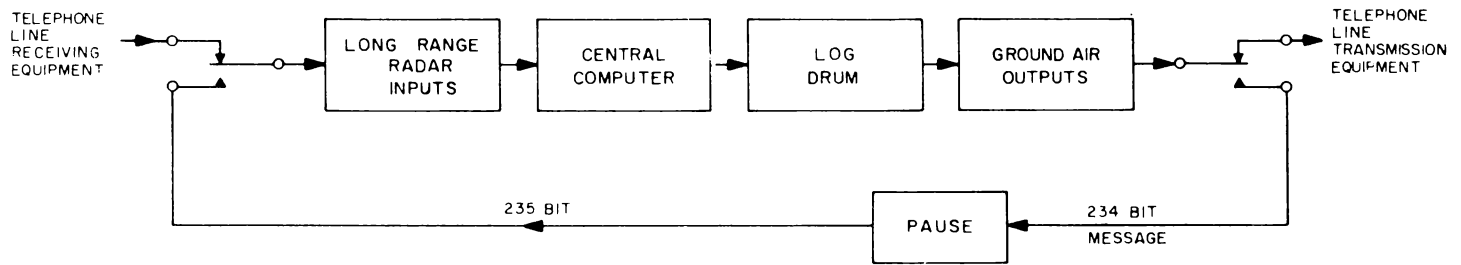 TELEPHONE
LINE
RECEIVING
EQUIPMENT
LONG RANGE
RADAR
INPUTS
CENTRAL
COMPUTER
LOG
DRUM
GROUND AIR
OUTPUTS
TELEPHONE
LINE
TRANSMISSION
EQUIPMENT
235 BIT
PAUSE
234 BIT
MESSAGE